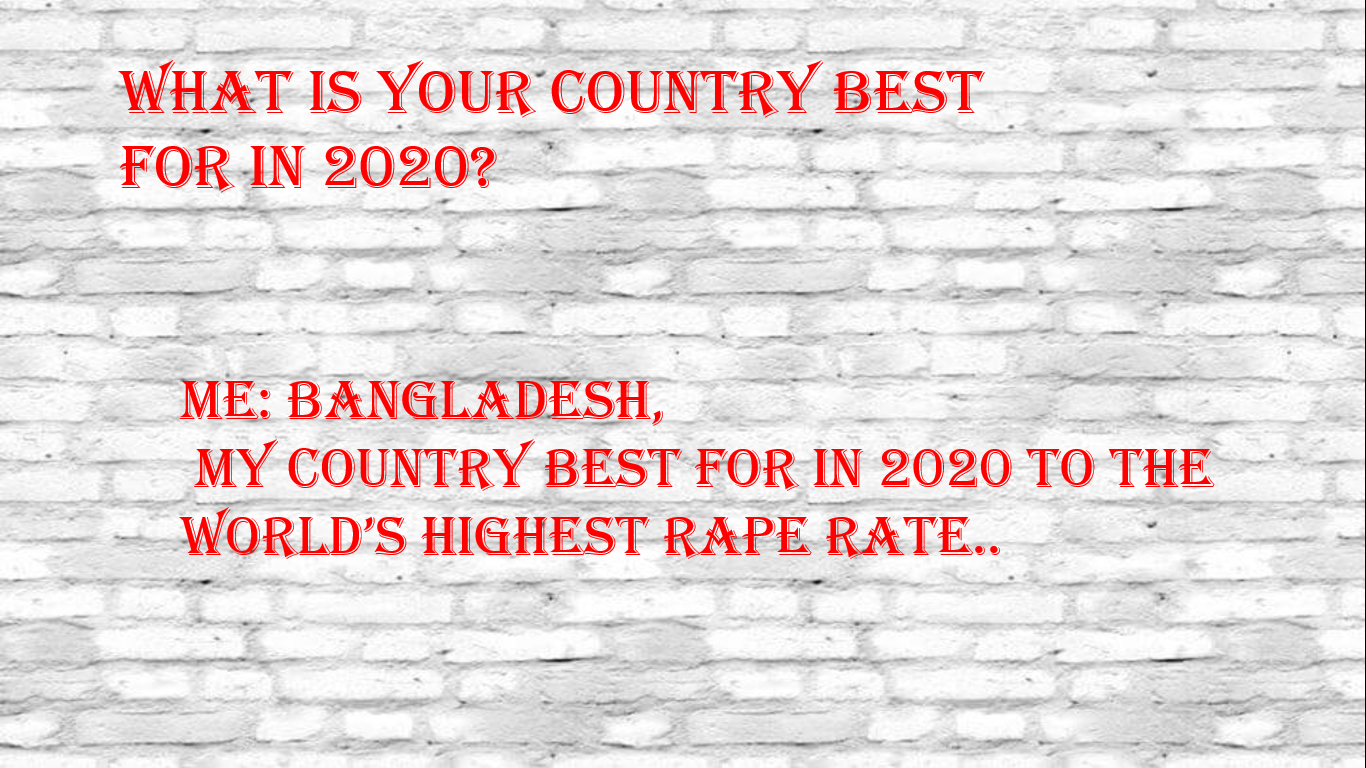 WHAT IS YOUR COUNTRY BEST
FOR IN 2020?
ME: BANGLADESH,
MY COUNTRY BEST FOR IN 2020 TO THE
WORLD'S HIGHEST RAPE RATE..